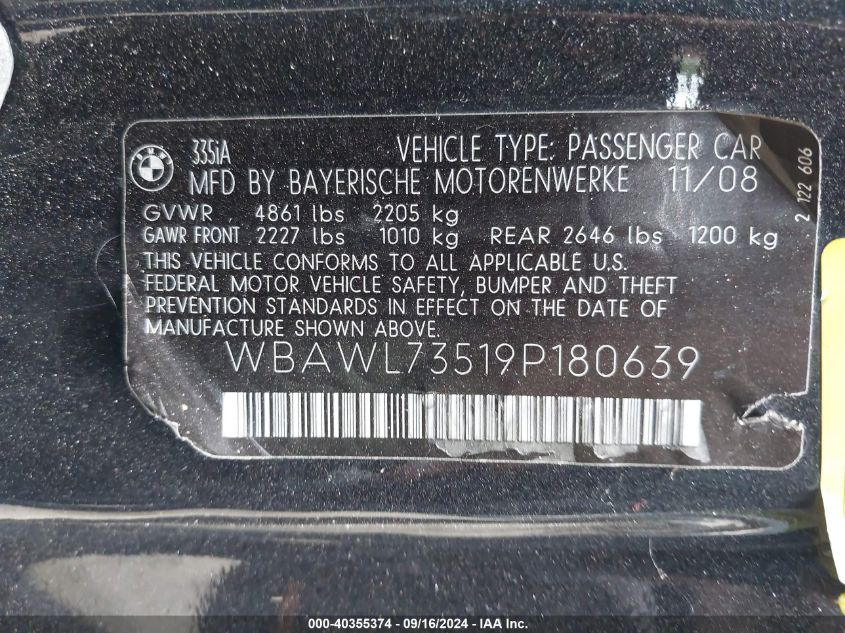 BMW
335iA VEHICLE TYPE: PASSENGER CAR
MFD BY BAYERISCHE MOTORENWERKE 11/08
GVWR 4861 lbs 2205 kg
GAWR FRONT 2227 lbs 1010 kg REAR 2646 lbs 1200 kg
THIS VEHICLE CONFORMS TO ALL APPLICABLE U.S.
FEDERAL MOTOR VEHICLE SAFETY, BUMPER AND THEFT
PREVENTION STANDARDS IN EFFECT ON THE DATE OF
MANUFACTURE SHOWN ABOVE.
WBAWL73519P180639
2 122 606
000-40355374 - 09/16/2024 - IAA Inc.